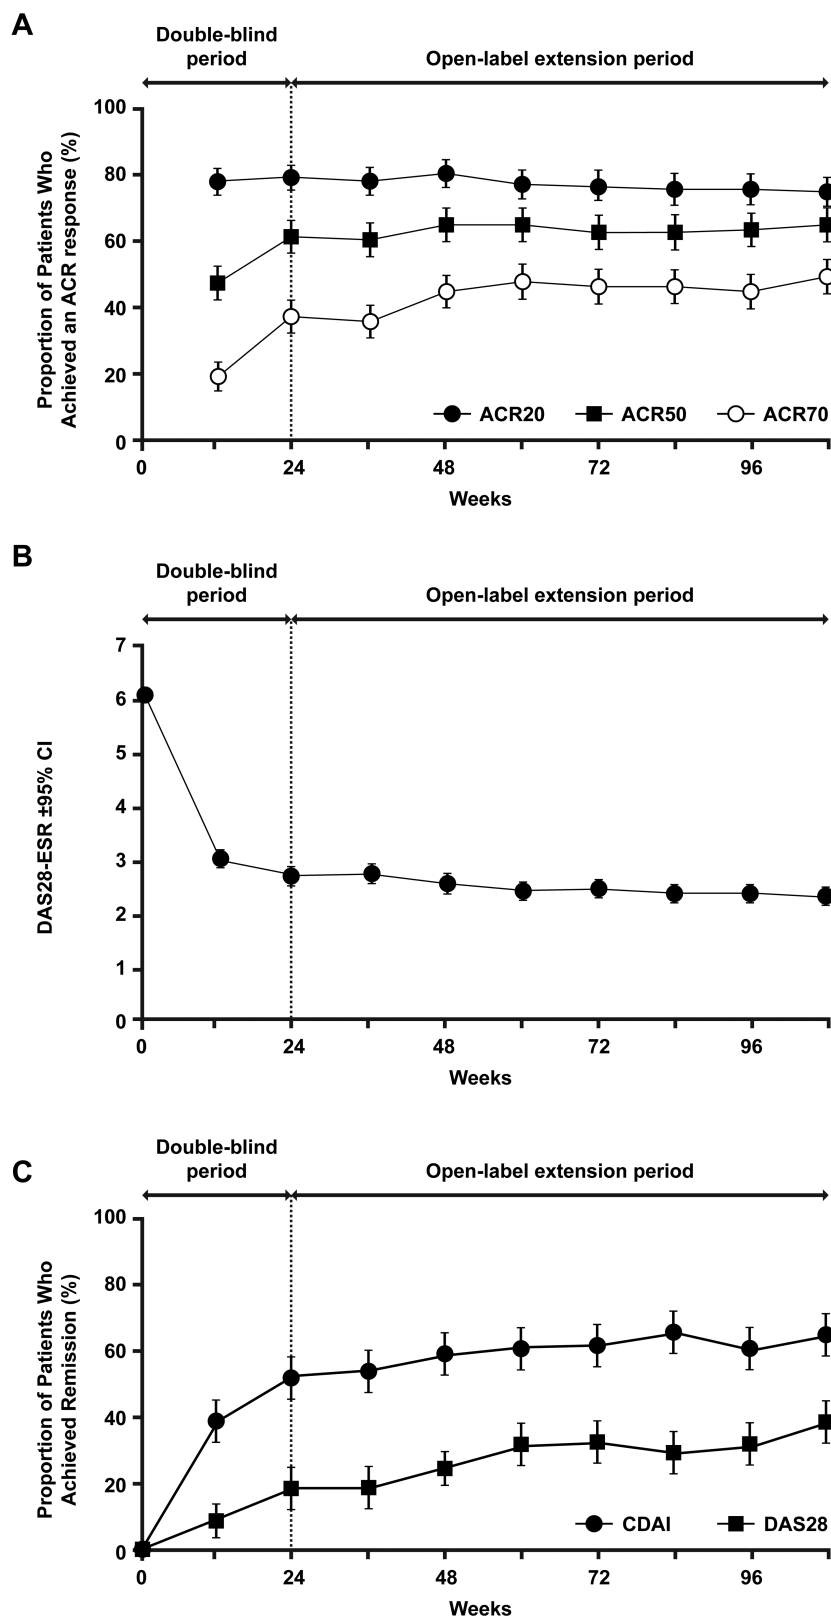 A
Double-blind
period
Open-label extension period
Proportion of Patients Who
Achieved an ACR response (%)
100
80
60
40
20
0
ACR20
ACR50
ACR70
0
24
48
72
96
Weeks
B
Double-blind
period
Open-label extension period
DAS28-ESR ±95% CI
7
6
5
4
3
2
1
0
0
24
48
72
96
Weeks
C
Double-blind
period
Open-label extension period
Proportion of Patients Who
Achieved Remission (%)
100
80
60
40
20
0
CDAI
DAS28
0
24
48
72
96
Weeks